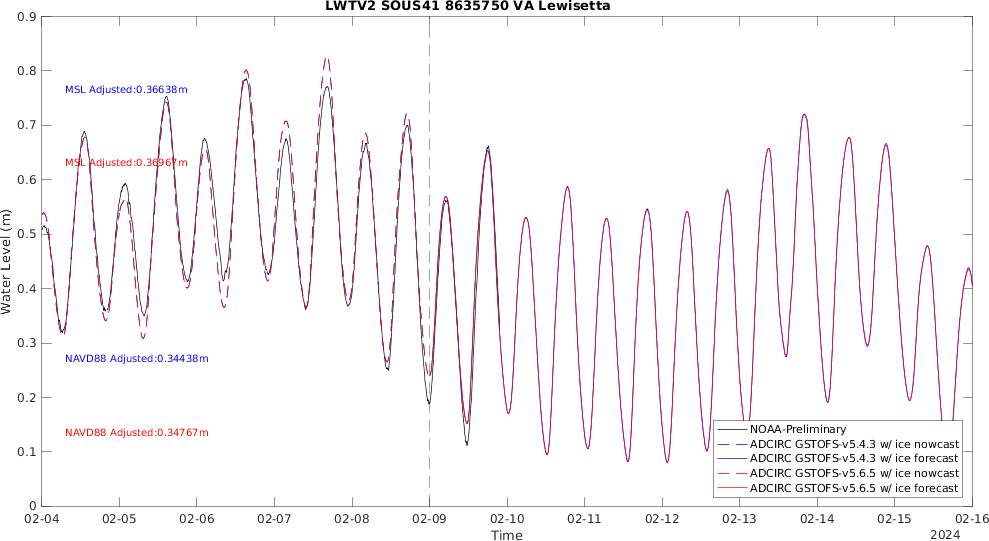 LWTV2 SOUS41 8635750 VA Lewisetta
Water Level (m)
0.9
0.8
0.7
0.6
0.5
0.4
0.3
0.2
0.1
0
MSL Adjusted:0.36638m
MSL Adjusted:0.36967m
NAVD88 Adjusted:0.34438m
NAVD88 Adjusted:0.34767m
NOAA-Preliminary
ADCIRC GSTOFS-v5.4.3 w/ ice nowcast
ADCIRC GSTOFS-v5.4.3 w/ ice forecast
ADCIRC GSTOFS-v5.6.5 w/ ice nowcast
ADCIRC GSTOFS-v5.6.5 w/ ice forecast
02-04 02-05 02-06 02-07 02-08 02-09 02-10 02-11 02-12 02-13 02-14 02-15 02-16
Time
2024